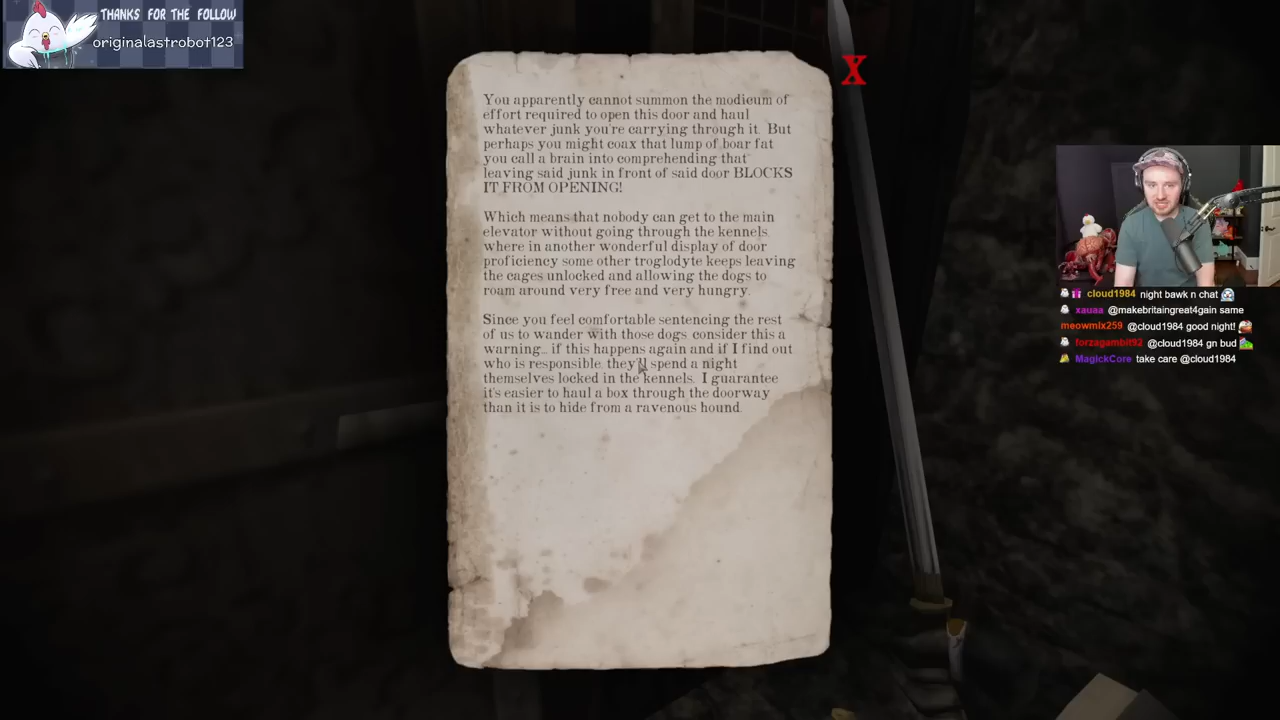 THANKS FOR THE FOLLOW
originalastrobot123
X
You apparently cannot summon the modicum of
effort required to open this door and haul
whatever junk you're carrying through it. But
perhaps you might coax that lump of boar fat
you call a brain into comprehending that
leaving said junk in front of said door BLOCKS
IT FROM OPENING!
Which means that nobody can get to the main
elevator without going through the kennels.
where in another wonderful display of door
proficiency some other troglodyte keeps leaving
the cages unlocked and allowing the dogs to
roam around very free and very hungry.
Since you feel comfortable sentencing the rest
of us to wander with those dogs consider this a
warning... if this happens again and if I find out
who is responsible, they'll spend a night
themselves locked in the kennels. I guarantee
it's easier to haul a box through the doorway
than it is to hide from a ravenous hound.
cloud1984 night bawk n chat
xauaa @makebritaingreat4gain same
meowmix259 @cloud1984 good night!
forzagambit92 @cloud1984 gn bud
MagickCore take care @cloud1984